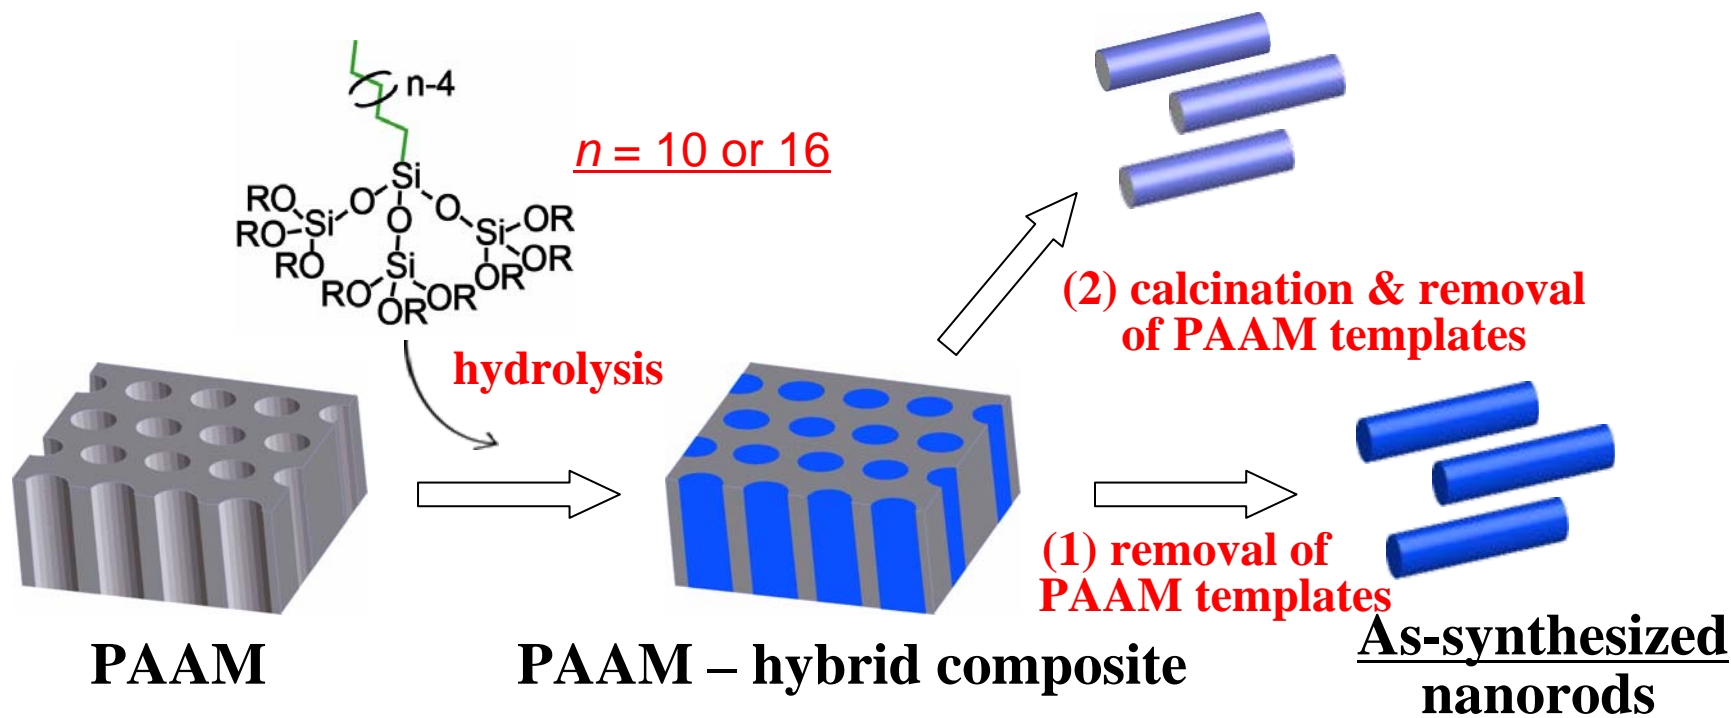 n-4
n = 10 or 16
Si
RO O O OR
RO Si O Si OR
RO Si OR
RO OR
OR
(2) calcination & removal
of PAAM templates
hydrolysis
(1) removal of
PAAM templates
PAAM
PAAM – hybrid composite
As-synthesized
nanorods